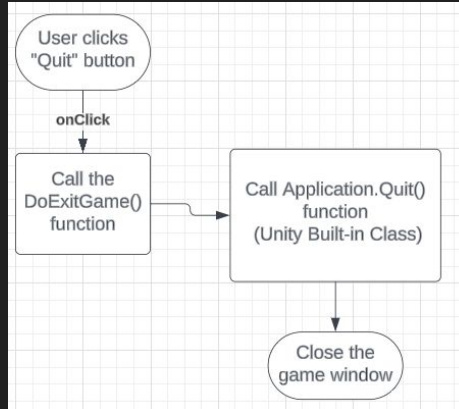 User clicks
"Quit" button
onClick
Call the
DoExitGame()
function
Call Application.Quit()
function
(Unity Built-in Class)
Close the
game window